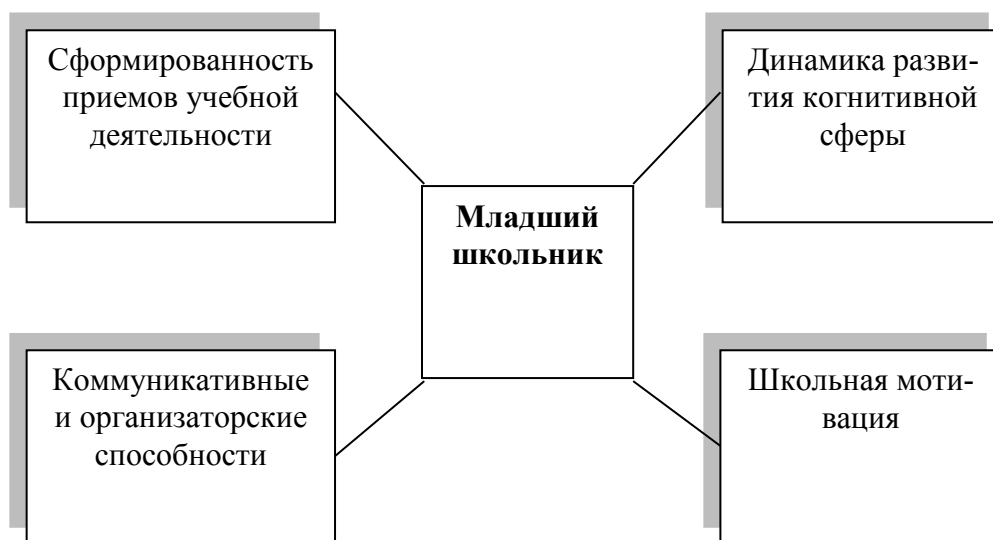 Сформированность
приемов учебной
деятельности
Динамика разви-
тия когнитивной
сферы
Младший
школьник
Коммуникативные
и организаторские
способности
Школьная моти-
вация